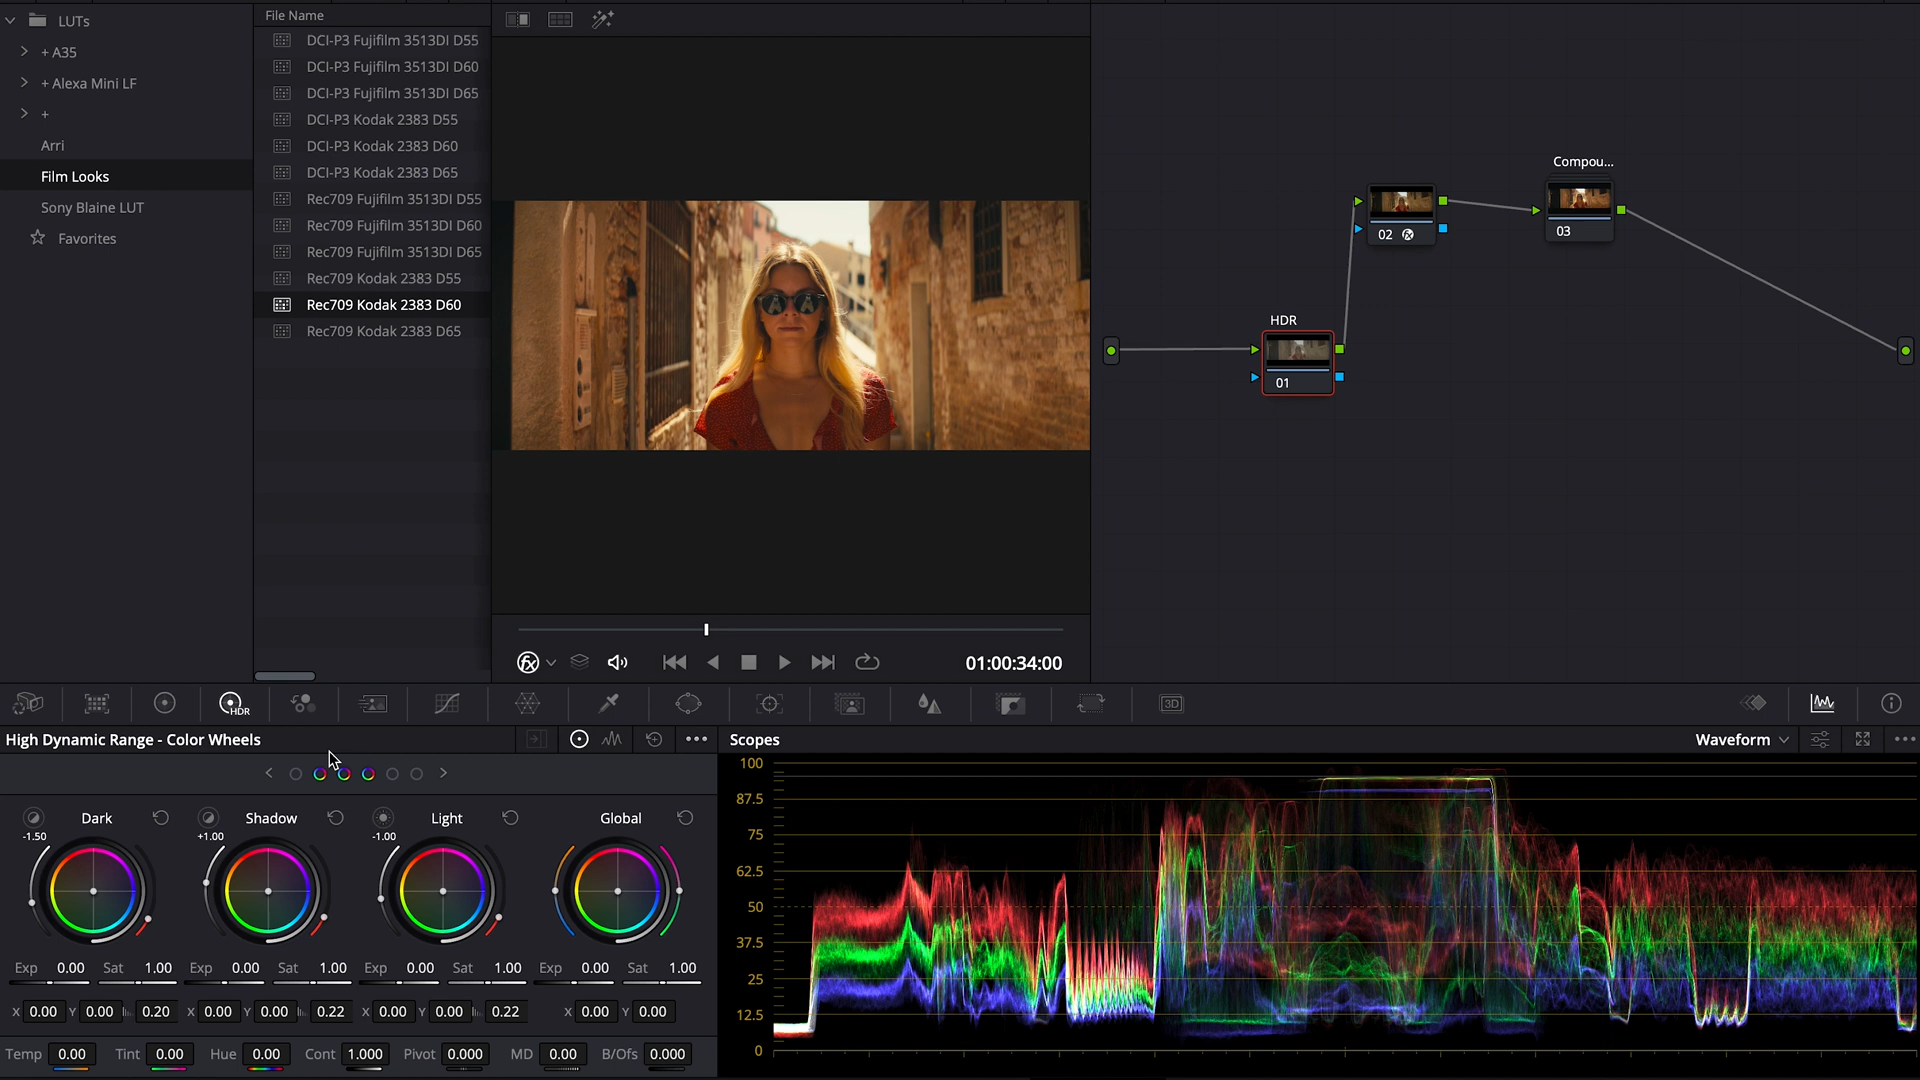 LUTs
+ A35
+ Alexa Mini LF
+
Arri
Film Looks
Sony Blaine LUT
Favorites
File Name
DCI-P3 Fujifilm 3513DI D55
DCI-P3 Fujifilm 3513DI D60
DCI-P3 Fujifilm 3513DI D65
DCI-P3 Kodak 2383 D55
DCI-P3 Kodak 2383 D60
DCI-P3 Kodak 2383 D65
Rec709 Fujifilm 3513DI D55
Rec709 Fujifilm 3513DI D60
Rec709 Fujifilm 3513DI D65
Rec709 Kodak 2383 D55
Rec709 Kodak 2383 D60
Rec709 Kodak 2383 D65
01:00:34:00
HDR
01
02
Compou...
03
HDR
3D
High Dynamic Range - Color Wheels
Dark Shadow Light Global
-1.50 +1.00 -1.00
Exp 0.00 Sat 1.00 Exp 0.00 Sat 1.00 Exp 0.00 Sat 1.00 Exp 0.00 Sat 1.00
X 0.00 Y 0.00 0.20 X 0.00 Y 0.00 0.22 X 0.00 Y 0.00 0.22 X 0.00 Y 0.00
Temp 0.00 Tint 0.00 Hue 0.00 Cont 1.000 Pivot 0.000 MD 0.00 B/Ofs 0.000
Scopes
Waveform
100
87.5
75
62.5
50
37.5
25
12.5
0